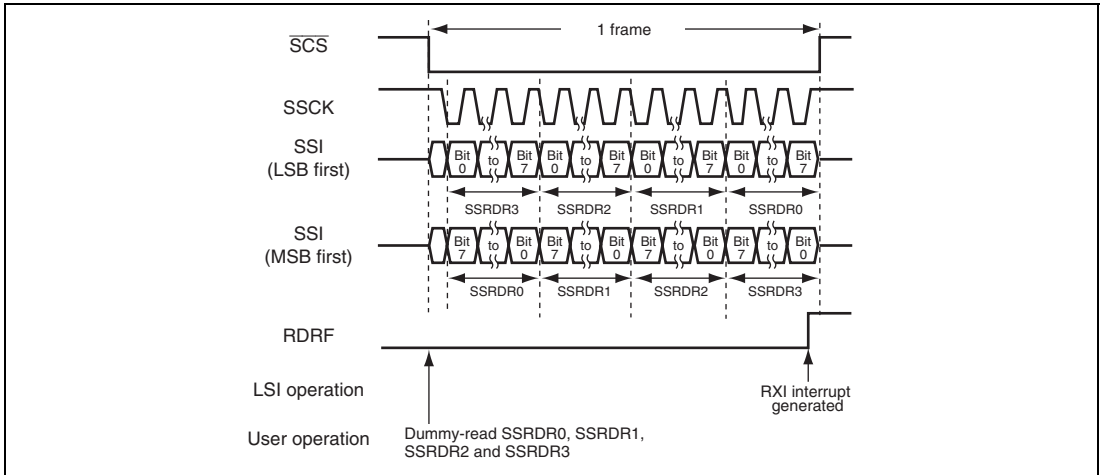 1 frame
SCS
SSCK
SSI
(LSB first)
Bit 0 to Bit 7 Bit 0 to Bit 7 Bit 0 to Bit 7 Bit 0 to Bit 7
SSRDR3 SSRDR2 SSRDR1 SSRDR0
SSI
(MSB first)
Bit 7 to Bit 0 Bit 7 to Bit 0 Bit 7 to Bit 0 Bit 7 to Bit 0
SSRDR0 SSRDR1 SSRDR2 SSRDR3
RDRF
LSI operation
RXI interrupt
generated
User operation
Dummy-read SSRDR0, SSRDR1,
SSRDR2 and SSRDR3